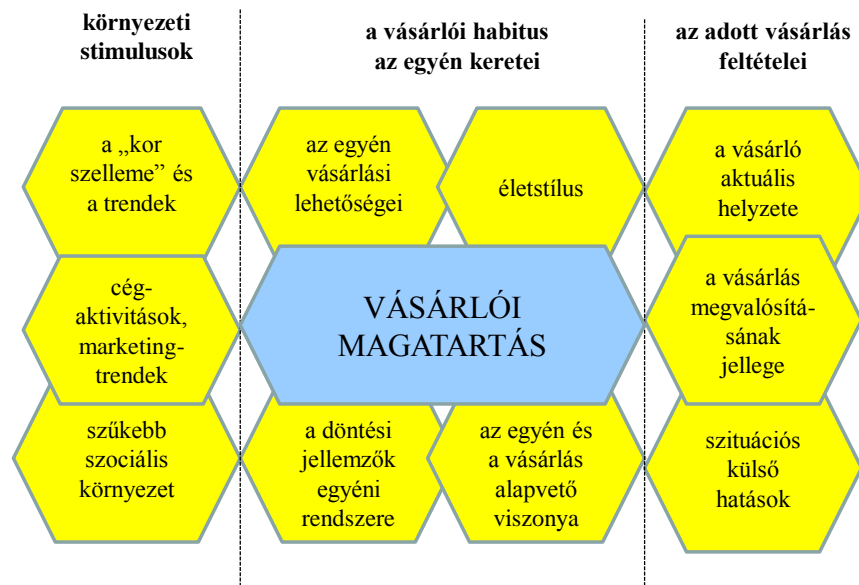 környezeti
stimulusok
a vásárlói habitus
az egyén keretei
az adott vásárlás
feltételei
a „kor
szelleme” és
a trendek
az egyén
vásárlási
lehetőségei
életstílus
a vásárló
aktuális
helyzete
cég-
aktivitások,
marketing-
trendek
VÁSÁRLÓI
MAGATARTÁS
a vásárlás
megvalósítá-
sának
jellege
szűkebb
szociális
környezet
a döntési
jellemzők
egyéni
rendszere
az egyén és
a vásárlás
alapvető
viszonya
szituációs
külső
hatások